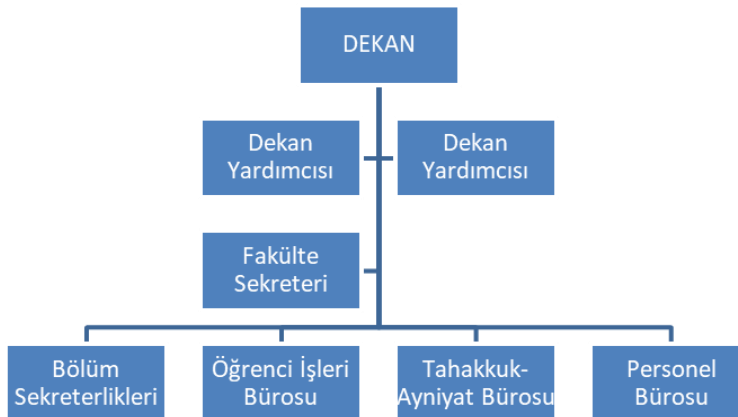 DEKAN
Dekan
Yardımcısı
Dekan
Yardımcısı
Fakülte
Sekreteri
Bölüm
Sekreterlikleri
Öğrenci İşleri
Bürosu
Tahakkuk-
Ayniyat Bürosu
Personel
Bürosu